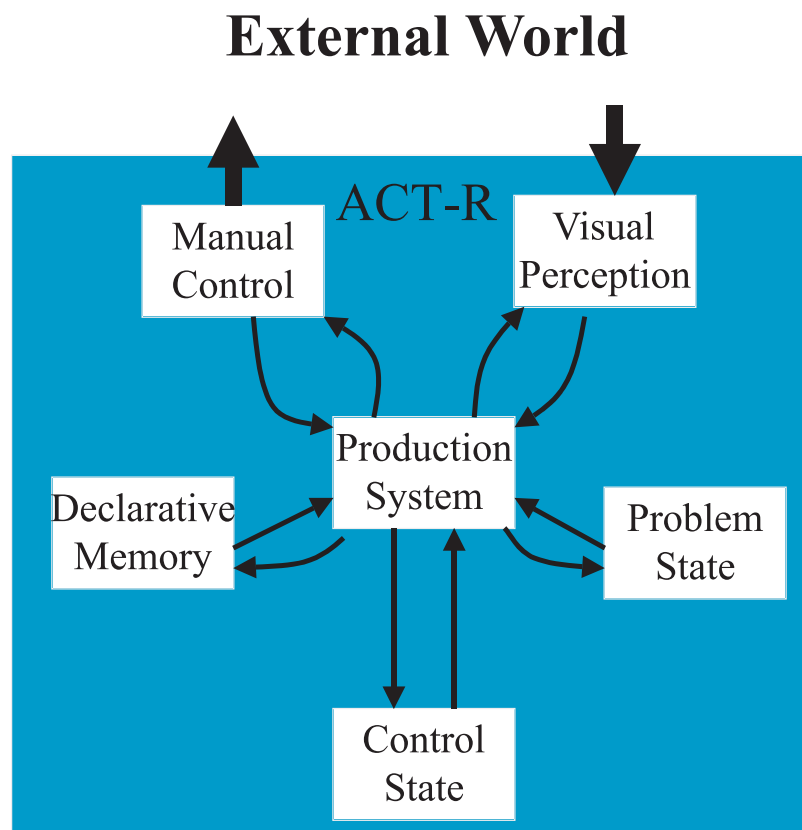 External World
ACT-R
Manual
Control
Visual
Perception
Production
System
Declarative
Memory
Problem
State
Control
State